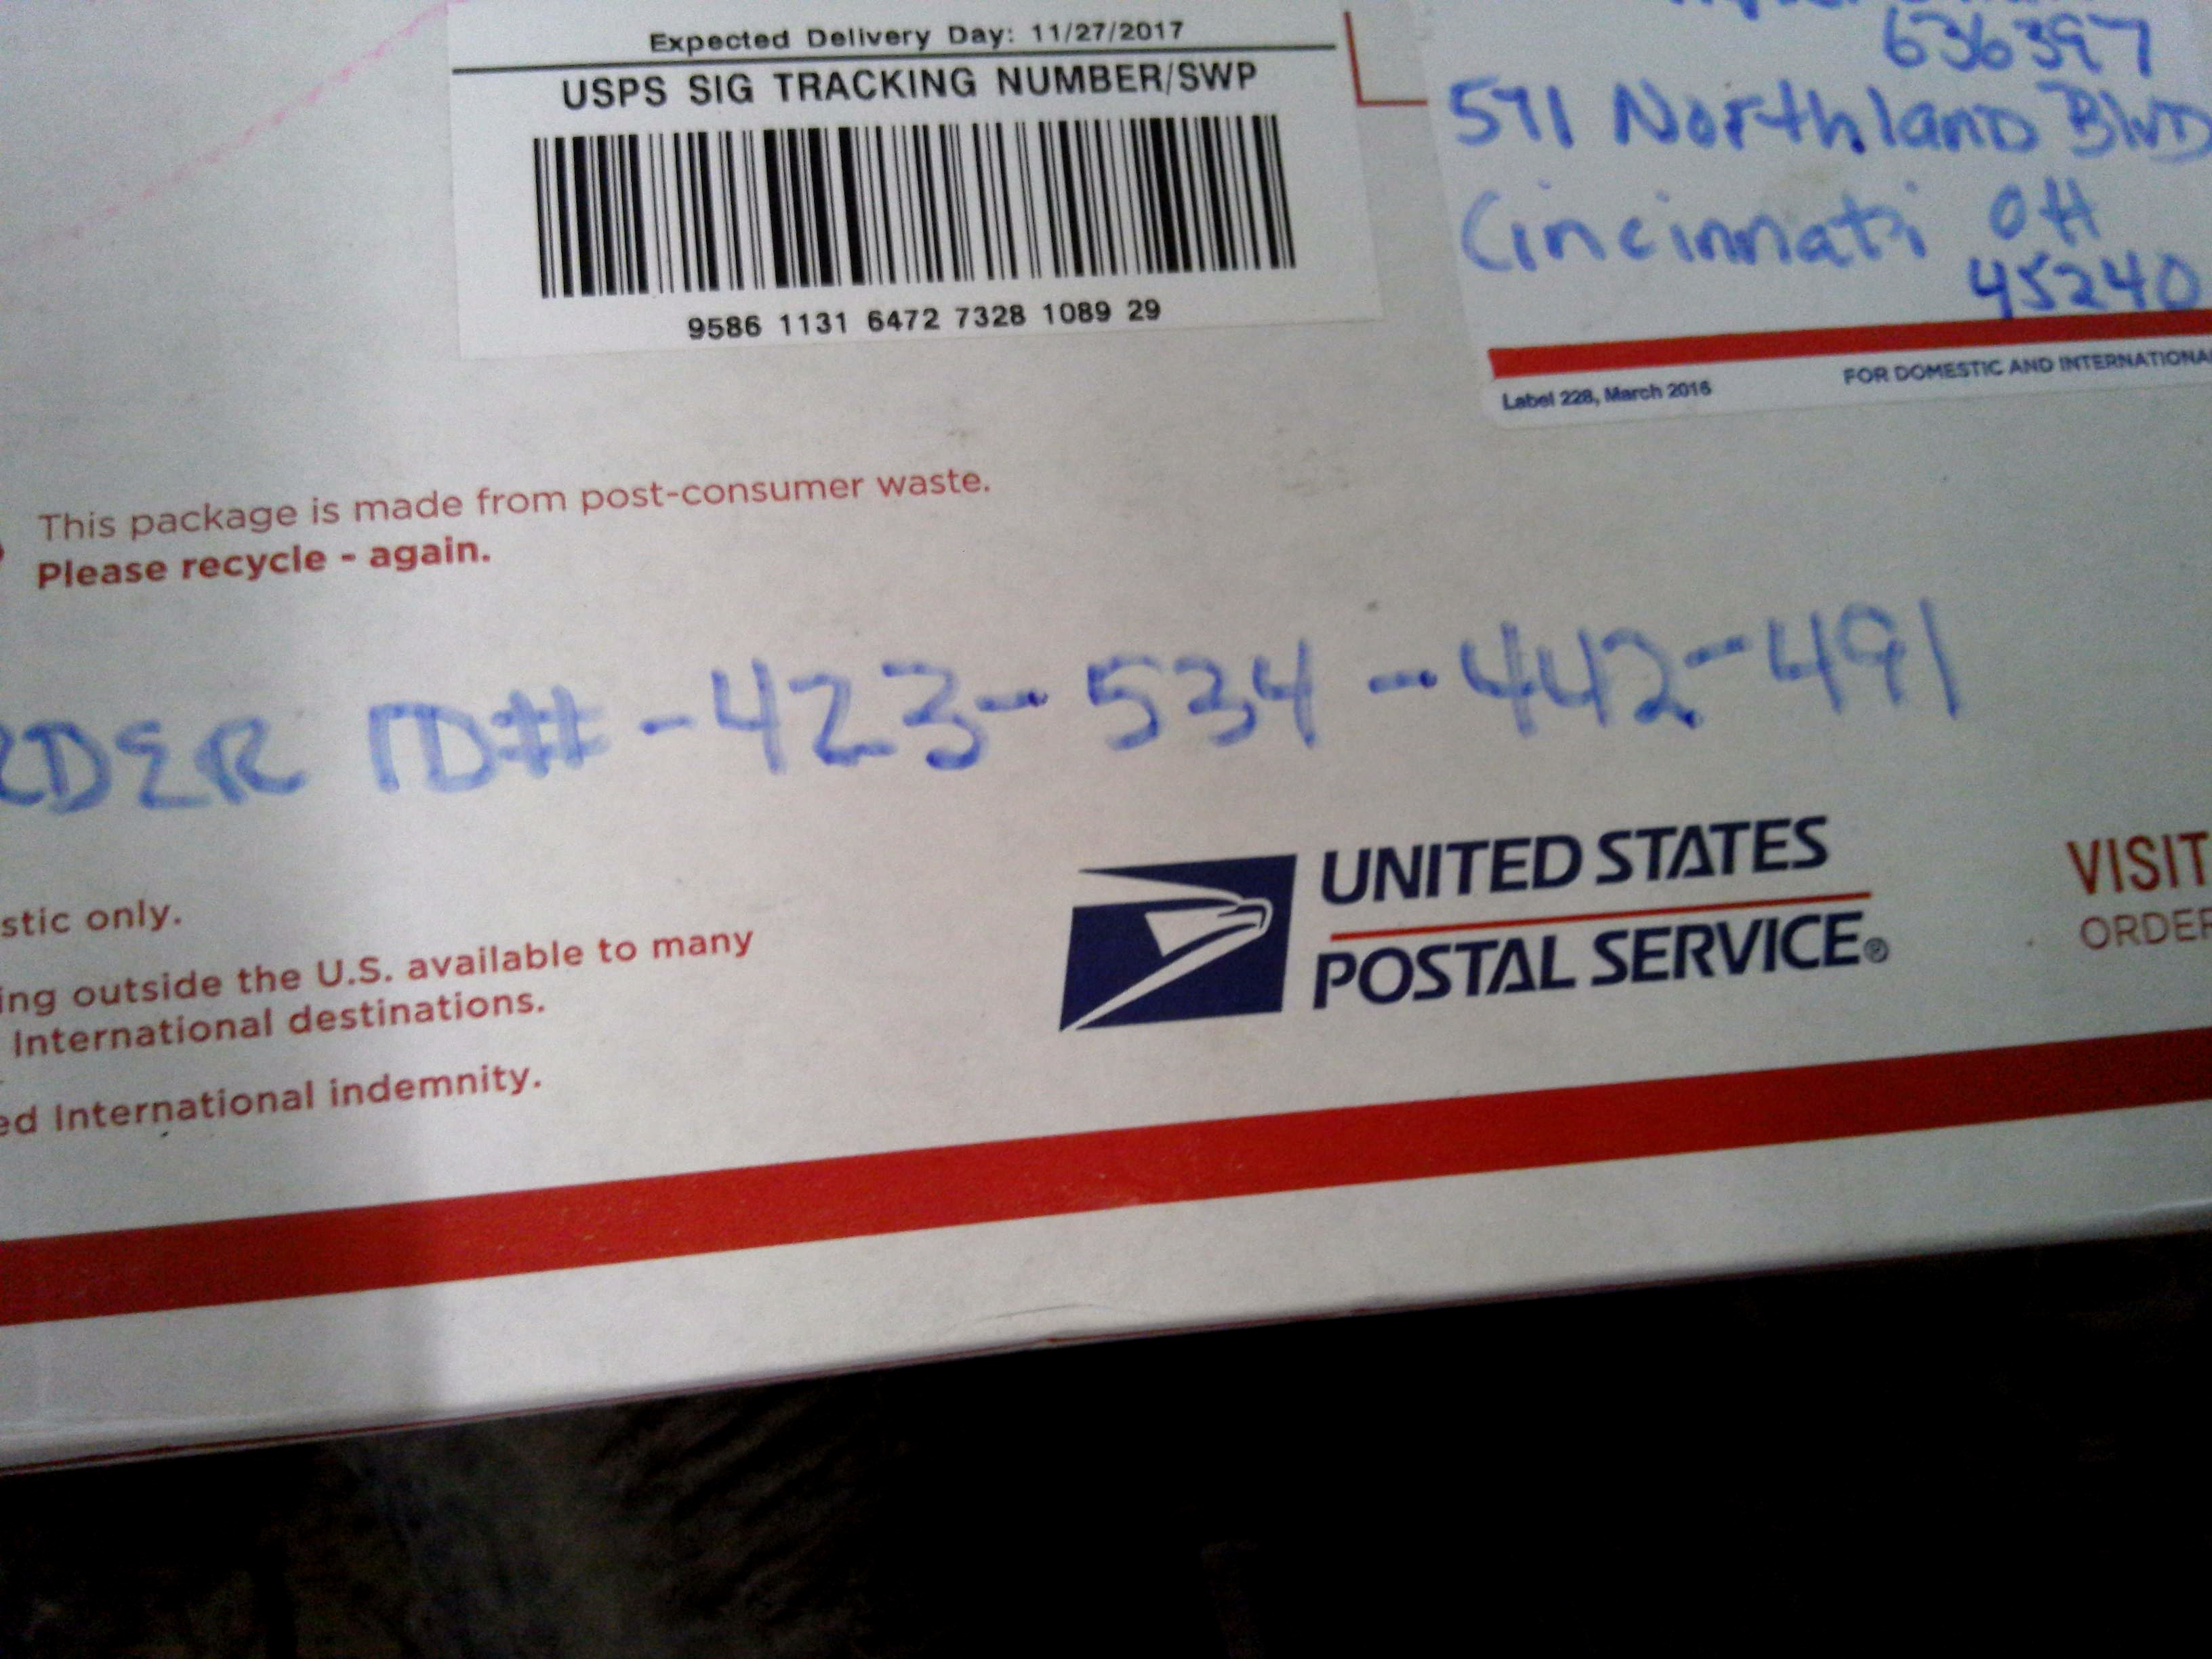 Expected Delivery Day: 11/27/2017
USPS SIG TRACKING NUMBER/SWP
9586 1131 6472 7328 1089 29
636397
591 Northland Blvd
Cincinnati OH
45240
Label 228, March 2016
FOR DOMESTIC AND INTERNATIONAL
This package is made from post-consumer waste.
Please recycle - again.
RDER ID# -423-534-442-491
UNITED STATES
POSTAL SERVICE®
VISIT
ORDER
stic only.
ing outside the U.S. available to many
International destinations.
ed International indemnity.